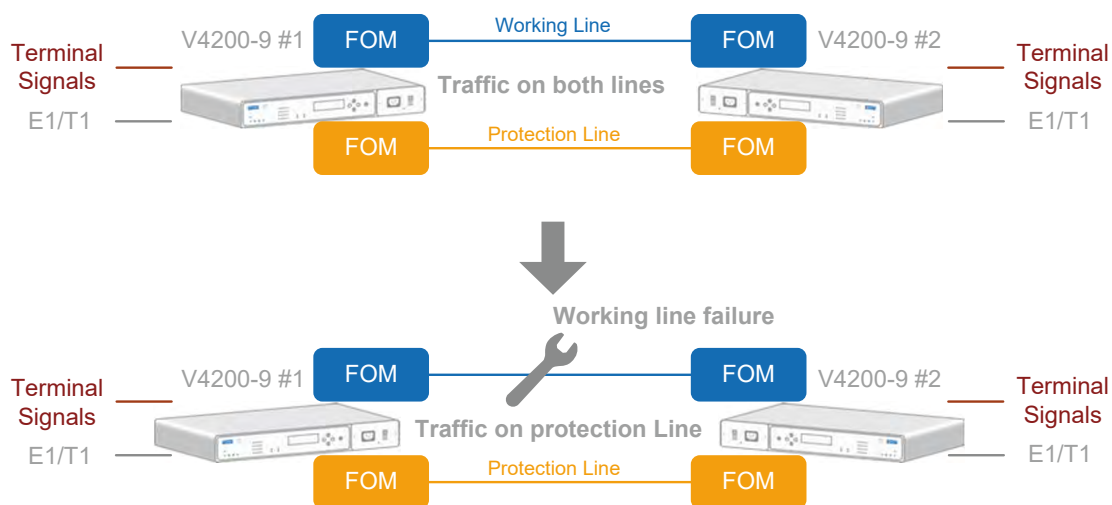 V4200-9 #1
FOM
Working Line
FOM
V4200-9 #2
Terminal
Signals
Traffic on both lines
Terminal
Signals
E1/T1
FOM
Protection Line
FOM
E1/T1
Working line failure
V4200-9 #1
FOM
FOM
V4200-9 #2
Terminal
Signals
Traffic on protection Line
Terminal
Signals
E1/T1
FOM
Protection Line
FOM
E1/T1